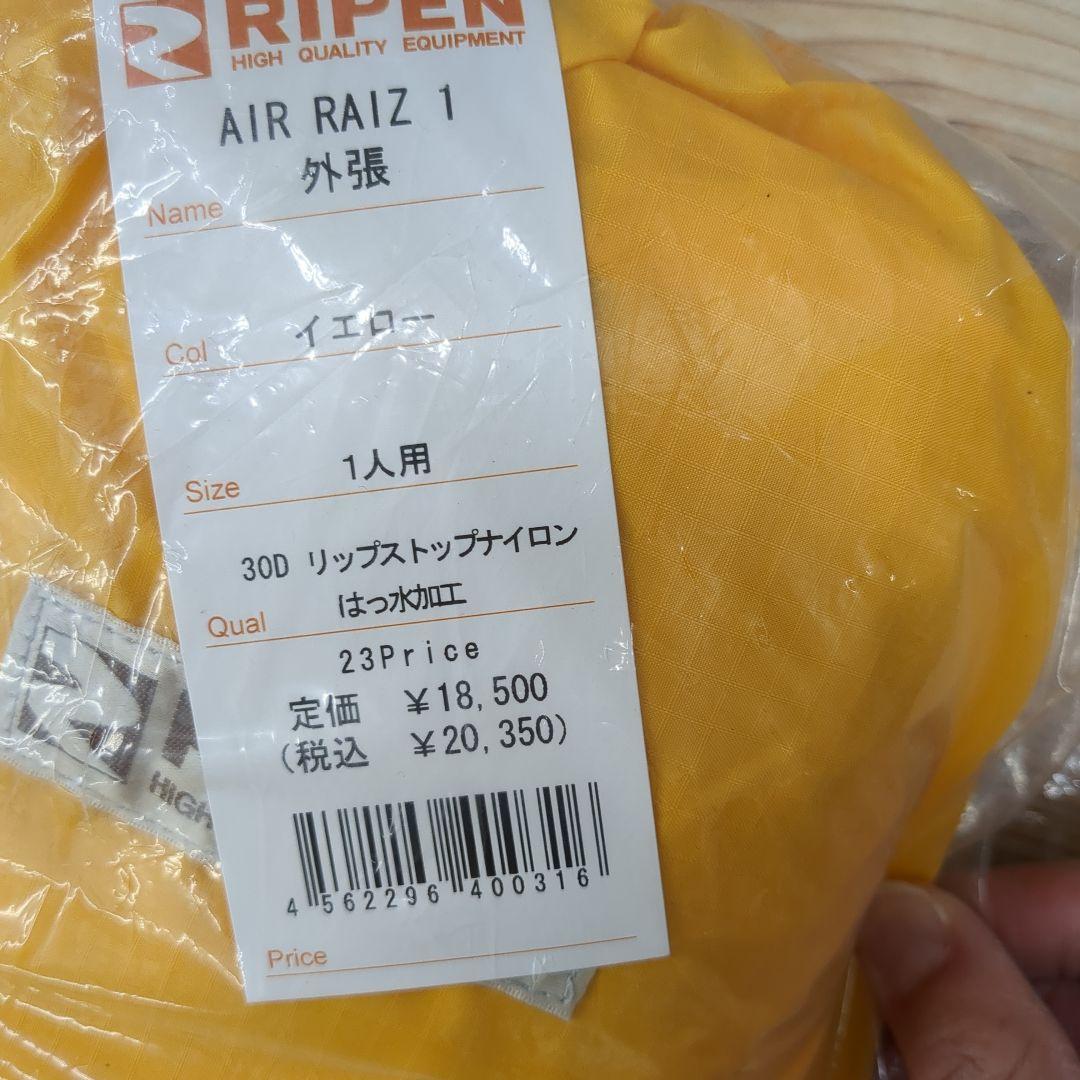 RIPEN
HIGH QUALITY EQUIPMENT
AIR RAIZ 1
外張
Name
イエロー
Col
1人用
Size
30D リップストップナイロン
はっ水加工
Qual
23Price
定価 ¥18,500
(税込 ¥20,350)
4 562296 400316
Price
HIGH